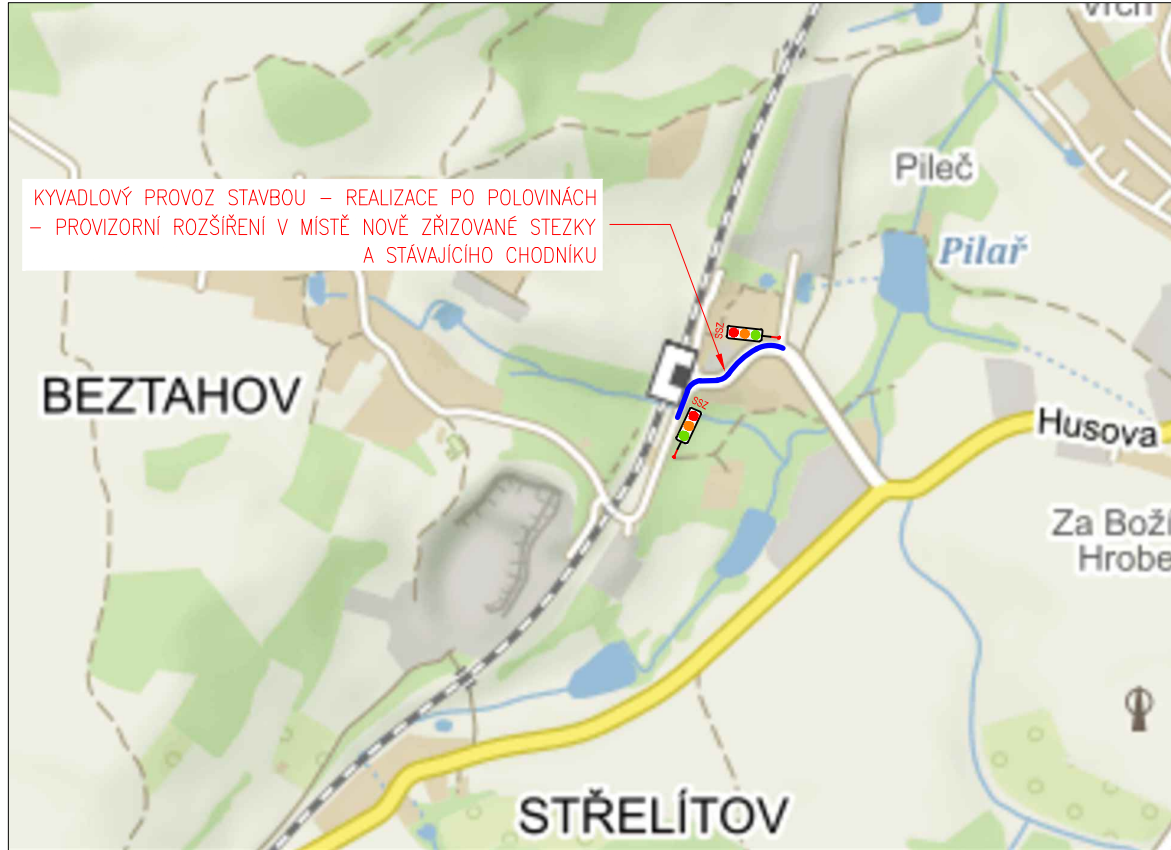 vrch
KYVADLOVÝ PROVOZ STAVBOU – REALIZACE PO POLOVINÁCH
– PROVIZORNÍ ROZŠÍŘENÍ V MÍSTĚ NOVĚ ZŘIZOVANÉ STEZKY
A STÁVAJÍCÍHO CHODNÍKU
Pileč
Pilař
SSZ
BEZTAHOV
SSZ
Husova
Za Boží
Hrobe
STŘELÍTOV